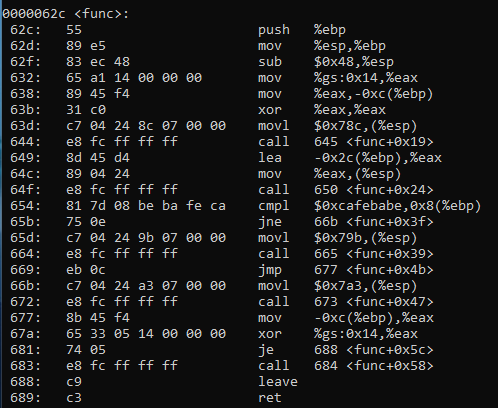 0000062c <func>:
62c: 55 push %ebp
62d: 89 e5 mov %esp,%ebp
62f: 83 ec 48 sub $0x48,%esp
632: 65 a1 14 00 00 00 mov %gs:0x14,%eax
638: 89 45 f4 mov %eax,-0xc(%ebp)
63b: 31 c0 xor %eax,%eax
63d: c7 04 24 8c 07 00 00 movl $0x78c,(%esp)
644: e8 fc ff ff ff call 645 <func+0x19>
649: 8d 45 d4 lea -0x2c(%ebp),%eax
64c: 89 04 24 mov %eax,(%esp)
64f: e8 fc ff ff ff call 650 <func+0x24>
654: 81 7d 08 be ba fe ca cmpl $0xcafebabe,0x8(%ebp)
65b: 75 0e jne 66b <func+0x3f>
65d: c7 04 24 9b 07 00 00 movl $0x79b,(%esp)
664: e8 fc ff ff ff call 665 <func+0x39>
669: eb 0c jmp 677 <func+0x4b>
66b: c7 04 24 a3 07 00 00 movl $0x7a3,(%esp)
672: e8 fc ff ff ff call 673 <func+0x47>
677: 8b 45 f4 mov -0xc(%ebp),%eax
67a: 65 33 05 14 00 00 00 xor %gs:0x14,%eax
681: 74 05 je 688 <func+0x5c>
683: e8 fc ff ff ff call 684 <func+0x58>
688: c9 leave
689: c3 ret